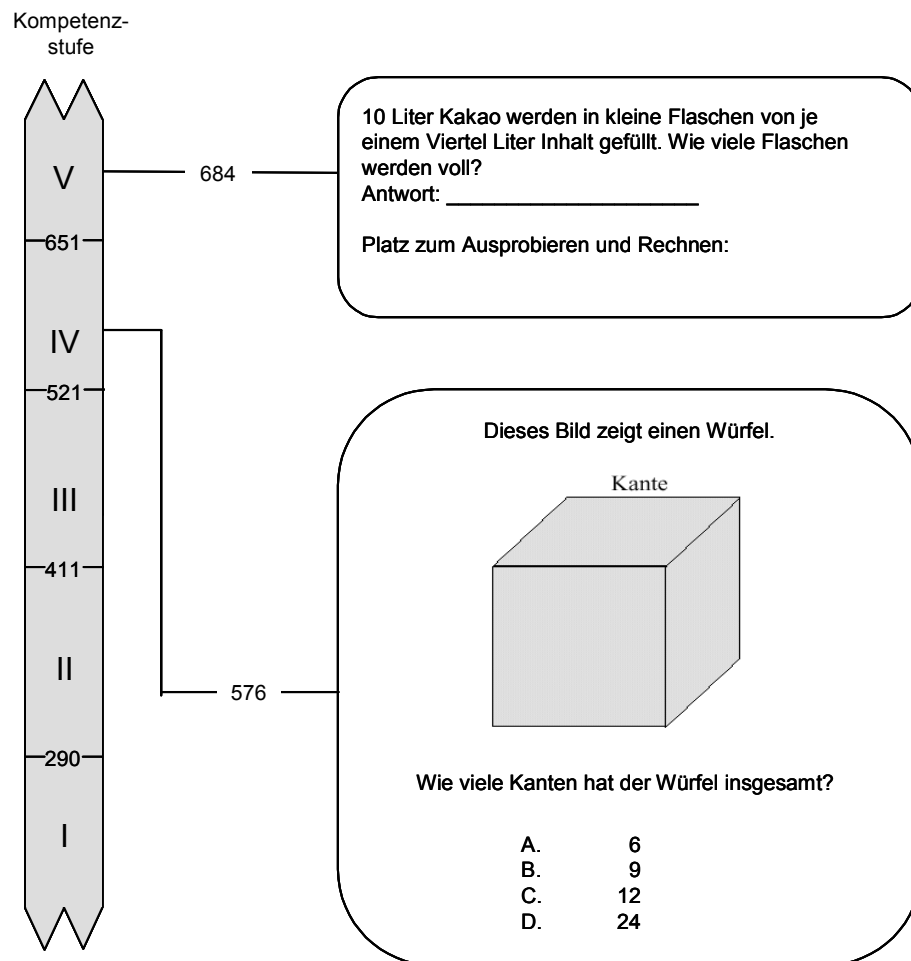 Kompetenz-
stufe
V
651
IV
521
III
411
II
290
I
684
10 Liter Kakao werden in kleine Flaschen von je
einem Viertel Liter Inhalt gefüllt. Wie viele Flaschen
werden voll?
Antwort: _______________________
Platz zum Ausprobieren und Rechnen:
576
Dieses Bild zeigt einen Würfel.
Kante
Wie viele Kanten hat der Würfel insgesamt?
A. 6
B. 9
C. 12
D. 24